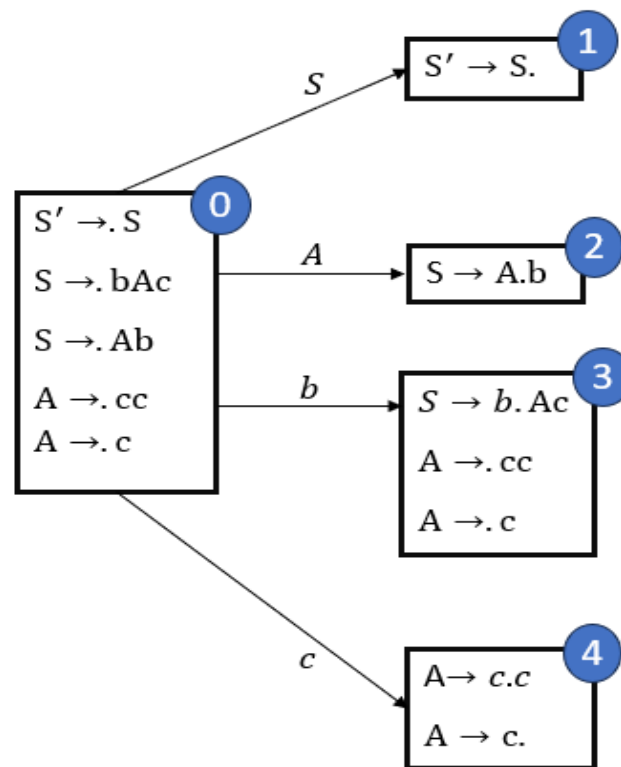 1
S′ → S.
S
0
S′ →. S
S →. bAc
S →. Ab
A →. cc
A →. c
A
2
S → A.b
b
3
S → b. Ac
A →. cc
A →. c
c
4
A→ c.c
A → c.